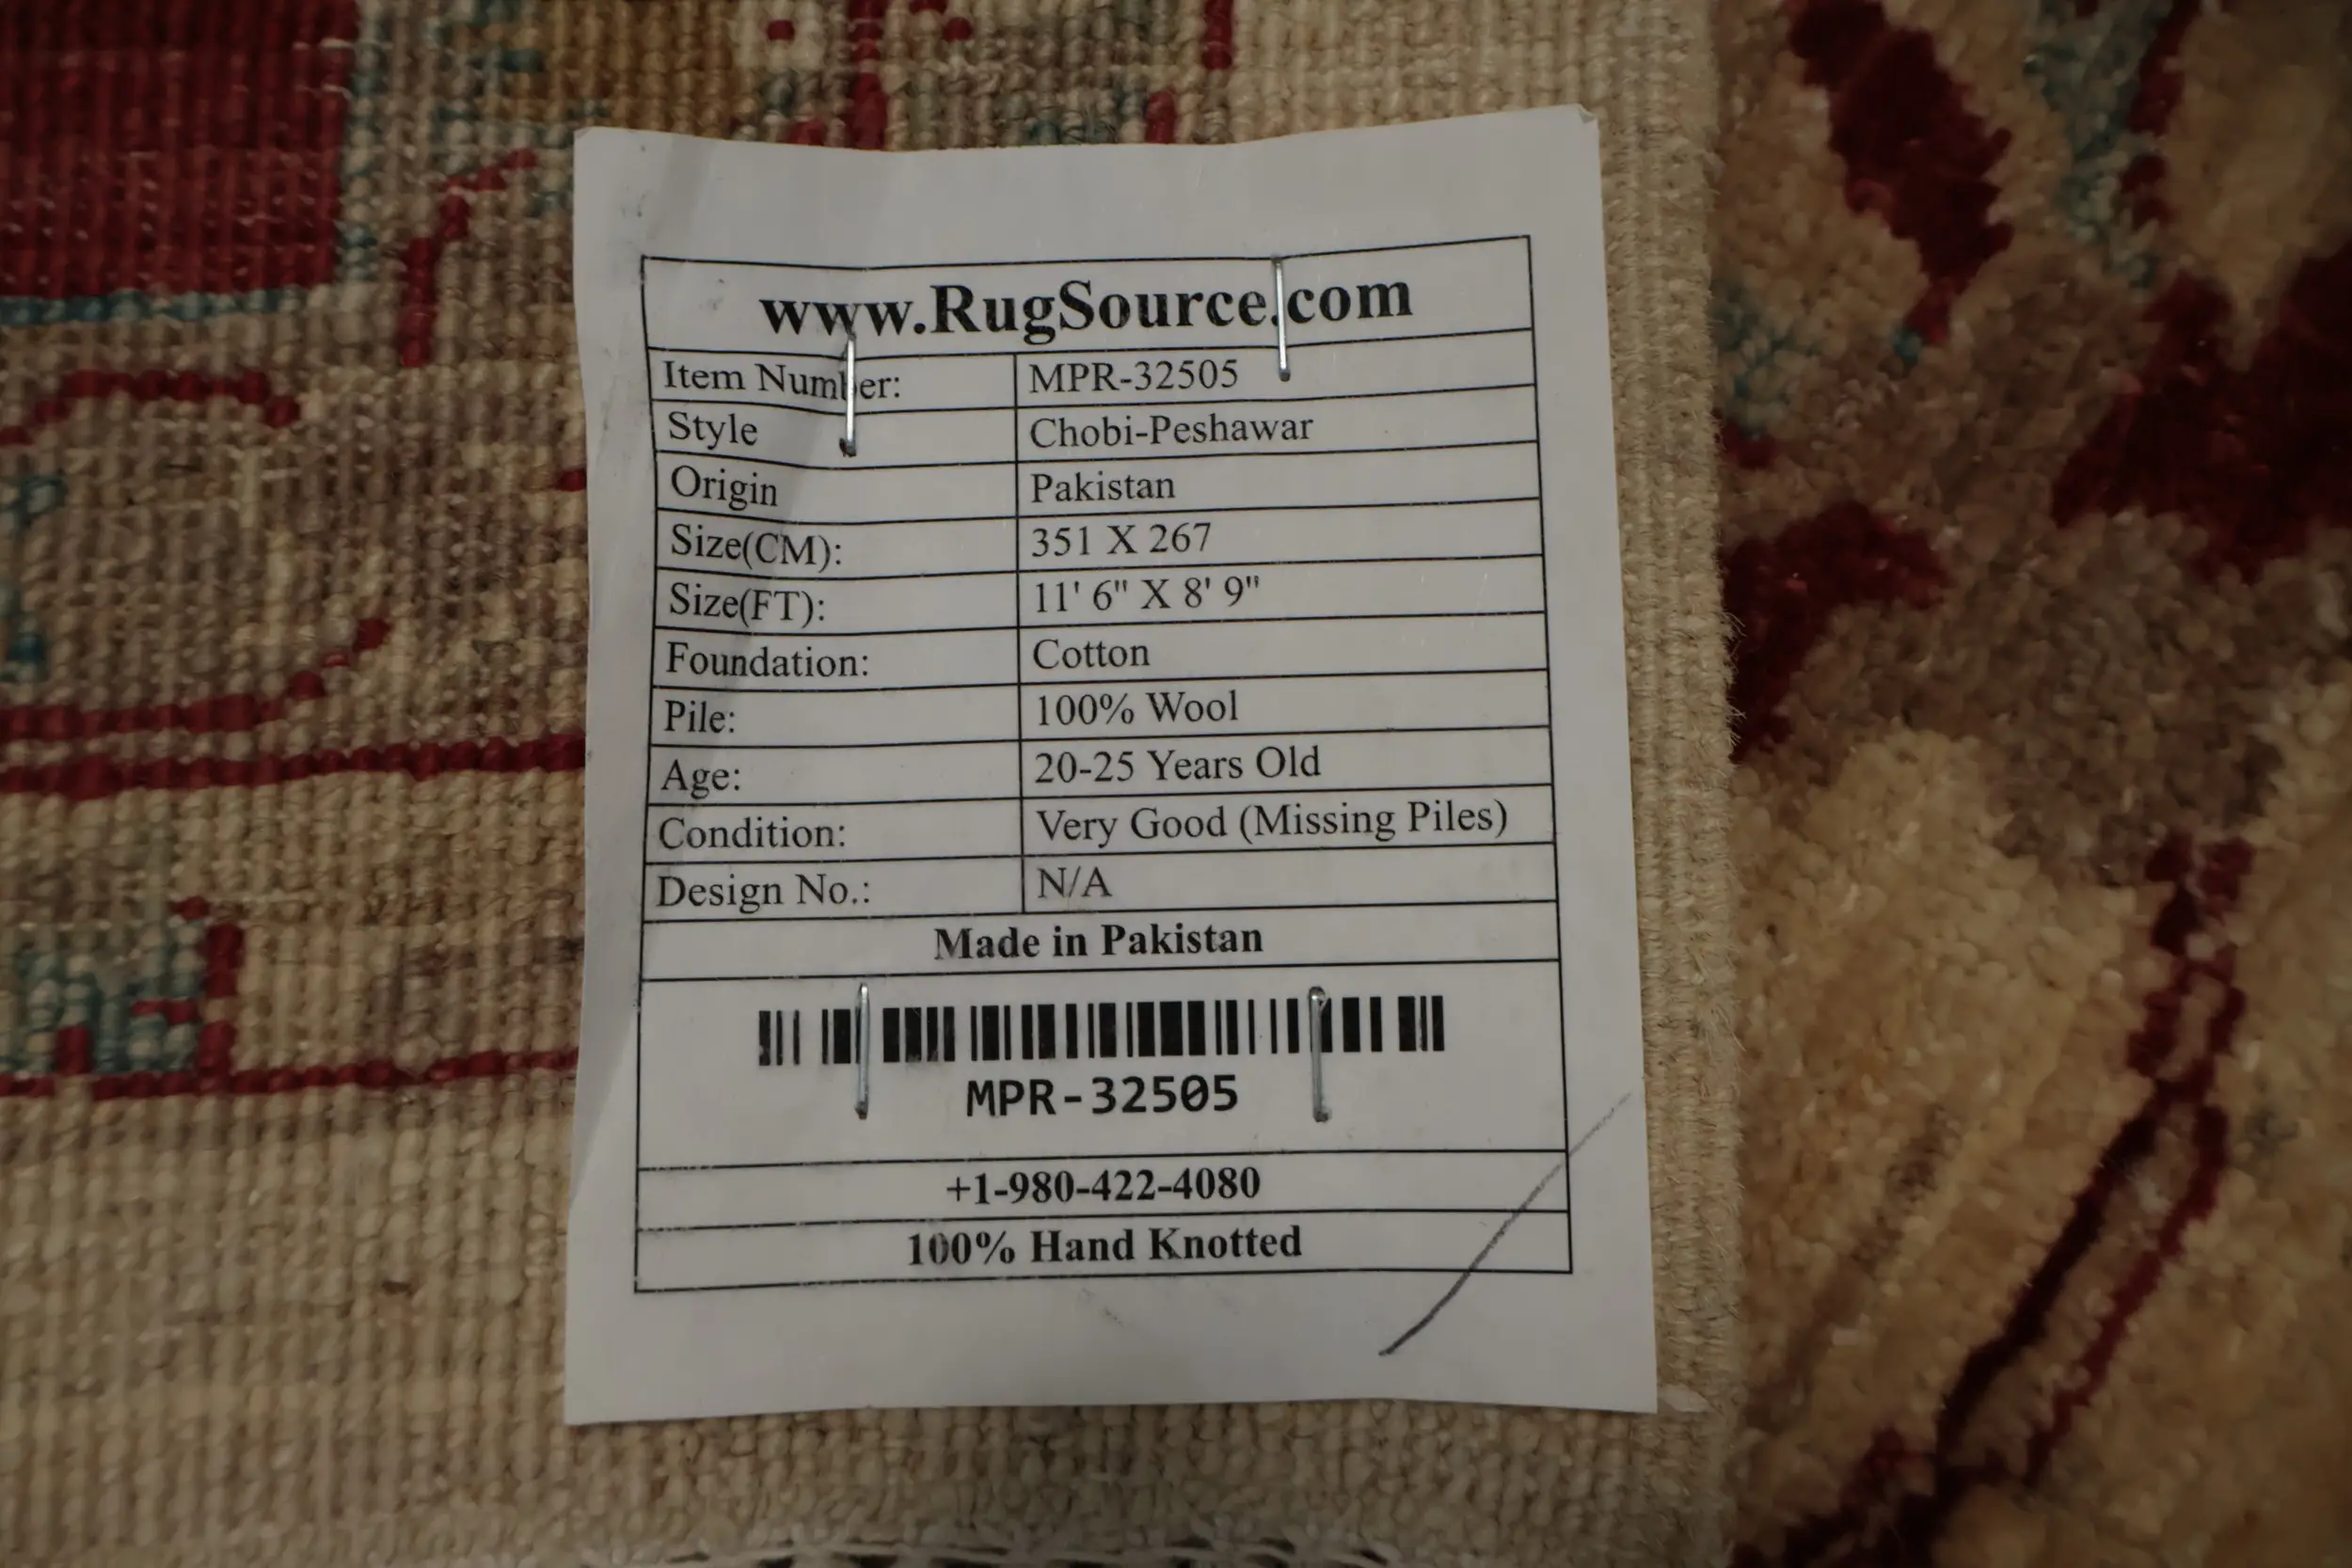 www.RugSource.com
Item Number: MPR-32505
Style Chobi-Peshawar
Origin Pakistan
Size(CM): 351 X 267
Size(FT): 11' 6" X 8' 9"
Foundation: Cotton
Pile: 100% Wool
Age: 20-25 Years Old
Condition: Very Good (Missing Piles)
Design No.: N/A
Made in Pakistan
MPR-32505
+1-980-422-4080
100% Hand Knotted